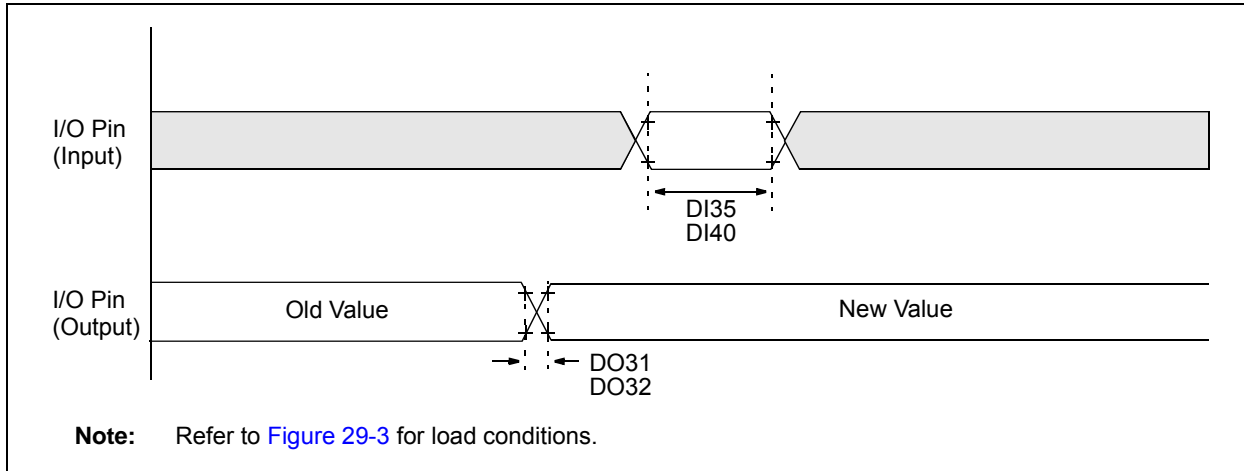 I/O Pin
(Input)
DI35
DI40
I/O Pin
(Output)
Old Value
New Value
DO31
DO32
Note: Refer to Figure 29-3 for load conditions.